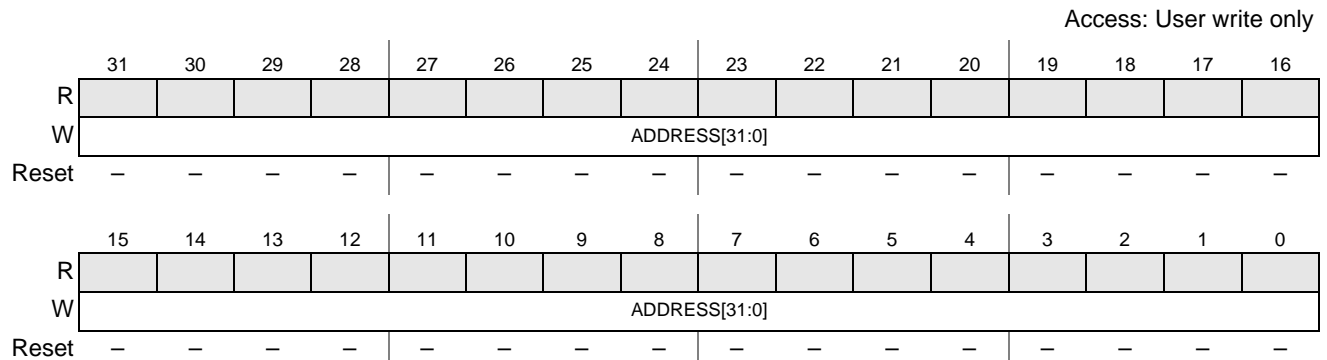 Access: User write only
31 30 29 28 27 26 25 24 23 22 21 20 19 18 17 16
R
W ADDRESS[31:0]
Reset – – – – – – – – – – – – – – – –
15 14 13 12 11 10 9 8 7 6 5 4 3 2 1 0
R
W ADDRESS[31:0]
Reset – – – – – – – – – – – – – – – –